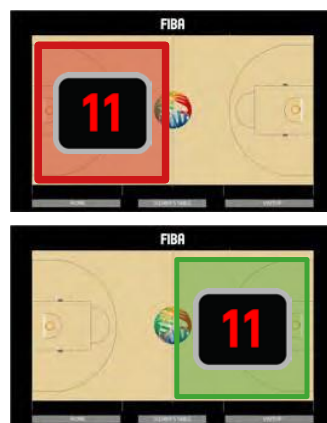 FIBA
11
HOME
SCORER'S TABLE
VISITOR
FIBA
11
HOME
SCORER'S TABLE
VISITOR